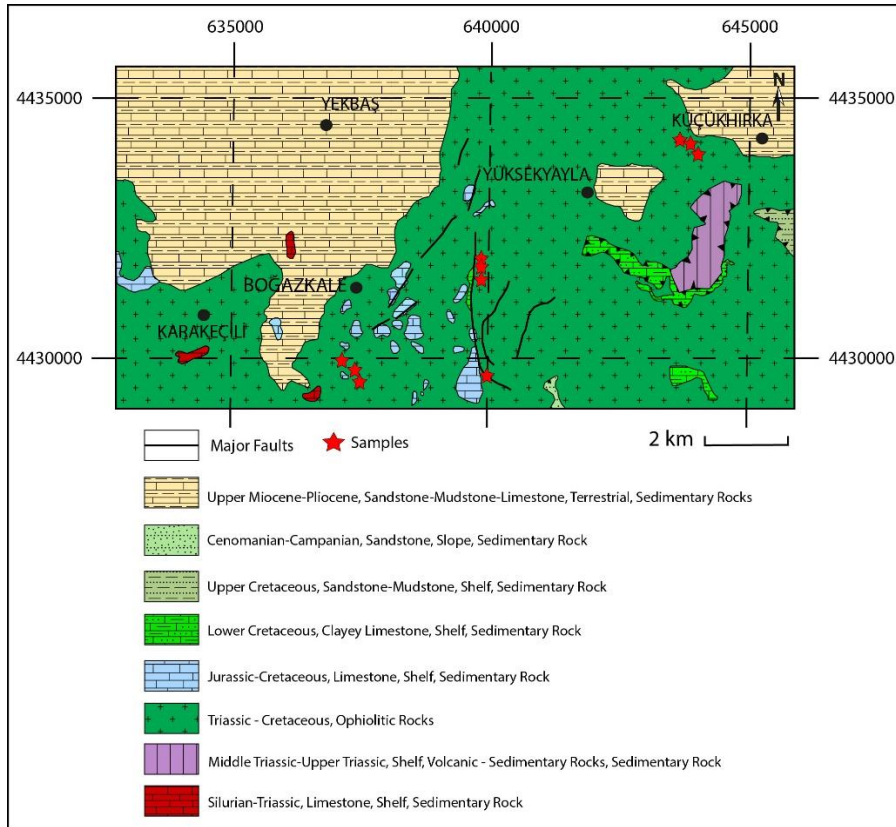 635000 640000 645000
4435000 4435000
N
YEKBAŞ
KÜÇÜKHIRKA
YÜKSEKYAYLA
BOĞAZKALE
KARAKEÇİLİ
4430000 4430000
Major Faults Samples 2 km
Upper Miocene-Pliocene, Sandstone-Mudstone-Limestone, Terrestrial, Sedimentary Rocks
Cenomanian-Campanian, Sandstone, Slope, Sedimentary Rock
Upper Cretaceous, Sandstone-Mudstone, Shelf, Sedimentary Rock
Lower Cretaceous, Clayey Limestone, Shelf, Sedimentary Rock
Jurassic-Cretaceous, Limestone, Shelf, Sedimentary Rock
Triassic - Cretaceous, Ophiolitic Rocks
Middle Triassic-Upper Triassic, Shelf, Volcanic - Sedimentary Rocks, Sedimentary Rock
Silurian-Triassic, Limestone, Shelf, Sedimentary Rock